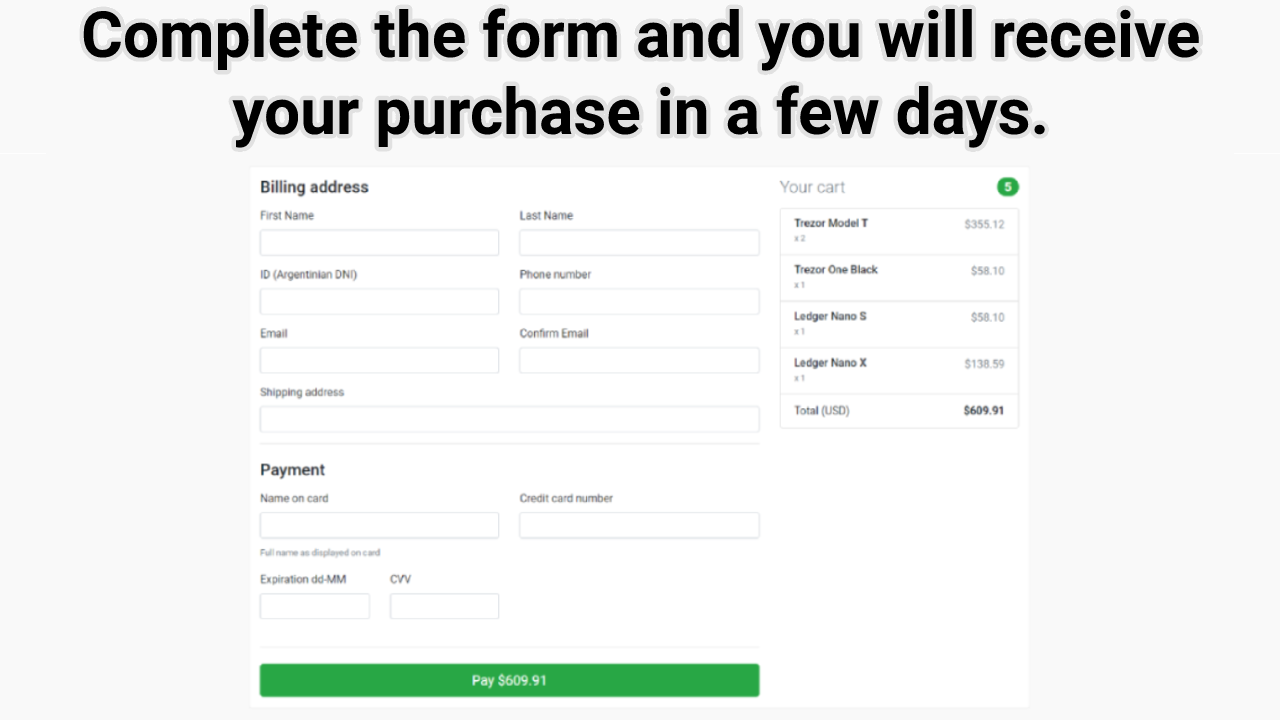 Complete the form and you will receive
your purchase in a few days.
Billing address
First Name
Last Name
ID (Argentinian DNI)
Phone number
Email
Confirm Email
Shipping address
Payment
Name on card
Credit card number
Full name as displayed on card
Expiration dd-MM
CVV
Pay $609.91
Your cart
5
Trezor Model T
$355.12
x 2
Trezor One Black
$58.10
x 1
Ledger Nano S
$58.10
x 1
Ledger Nano X
$138.59
x 1
Total (USD)
$609.91